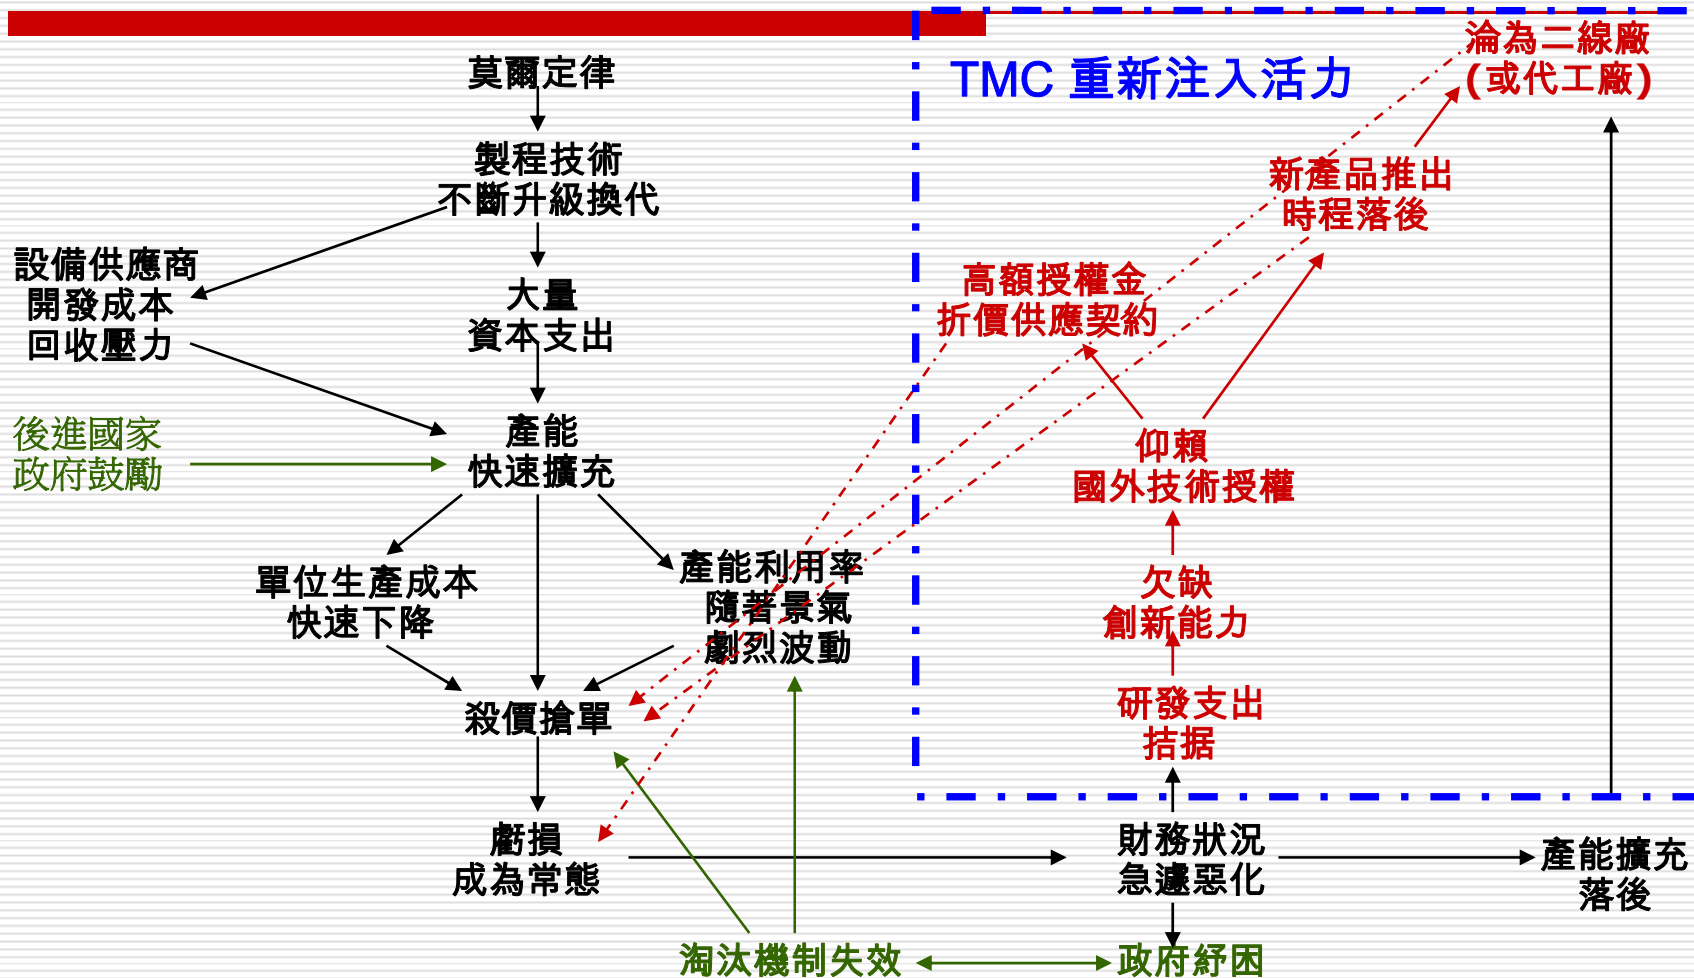 莫爾定律
製程技術
不斷升級換代
設備供應商
開發成本
回收壓力
大量
資本支出
後進國家
政府鼓勵
產能
快速擴充
單位生產成本
快速下降
產能利用率
隨著景氣
劇烈波動
殺價搶單
虧損
成為常態
淘汰機制失效
TMC 重新注入活力
淪為二線廠
(或代工廠)
新產品推出
時程落後
高額授權金
折價供應契約
仰賴
國外技術授權
欠缺
創新能力
研發支出
拮据
財務狀況
急遽惡化
產能擴充
落後
政府紓困